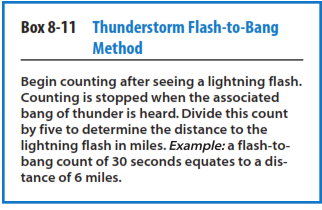 Box 8-11 Thunderstorm Flash-to-Bang
Method
Begin counting after seeing a lightning flash.
Counting is stopped when the associated
bang of thunder is heard. Divide this count
by five to determine the distance to the
lightning flash in miles. Example: a flash-to-
bang count of 30 seconds equates to a dis-
tance of 6 miles.